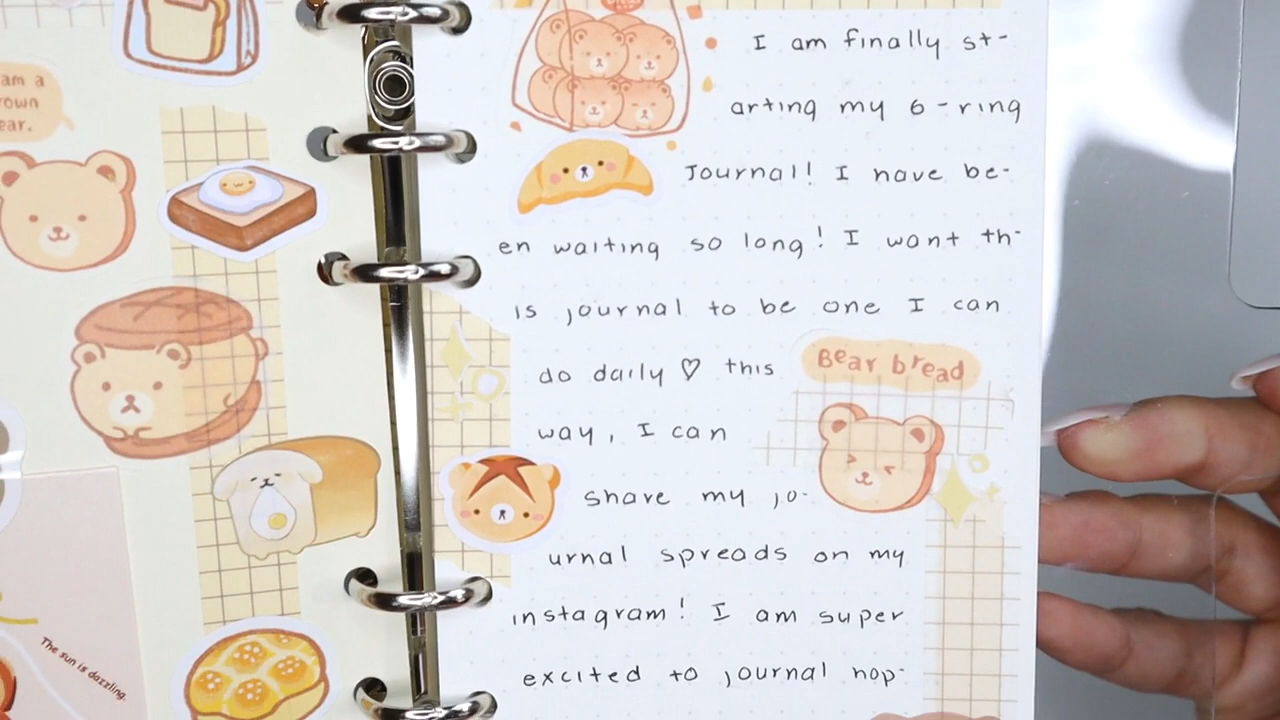 am a
rown
ear.
The sun is dazzling.
I am finally st-
arting my 6-ring
Journal! I have be-
en waiting so long! I want th-
is journal to be one I can
do daily ♡ this
Bear bread
way, I can
share my jo-
urnal spreads on my
instagram! I am super
excited to journal hop-